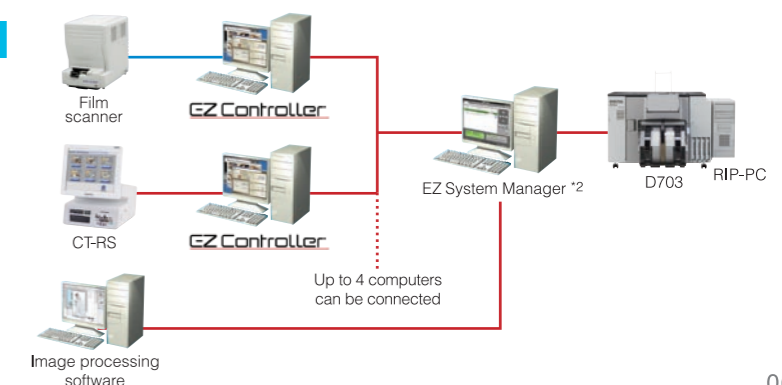 Film
scanner
EZ Controller
CT-RS
EZ Controller
EZ System Manager *2
D703
RIP-PC
Up to 4 computers
can be connected
Image processing
software